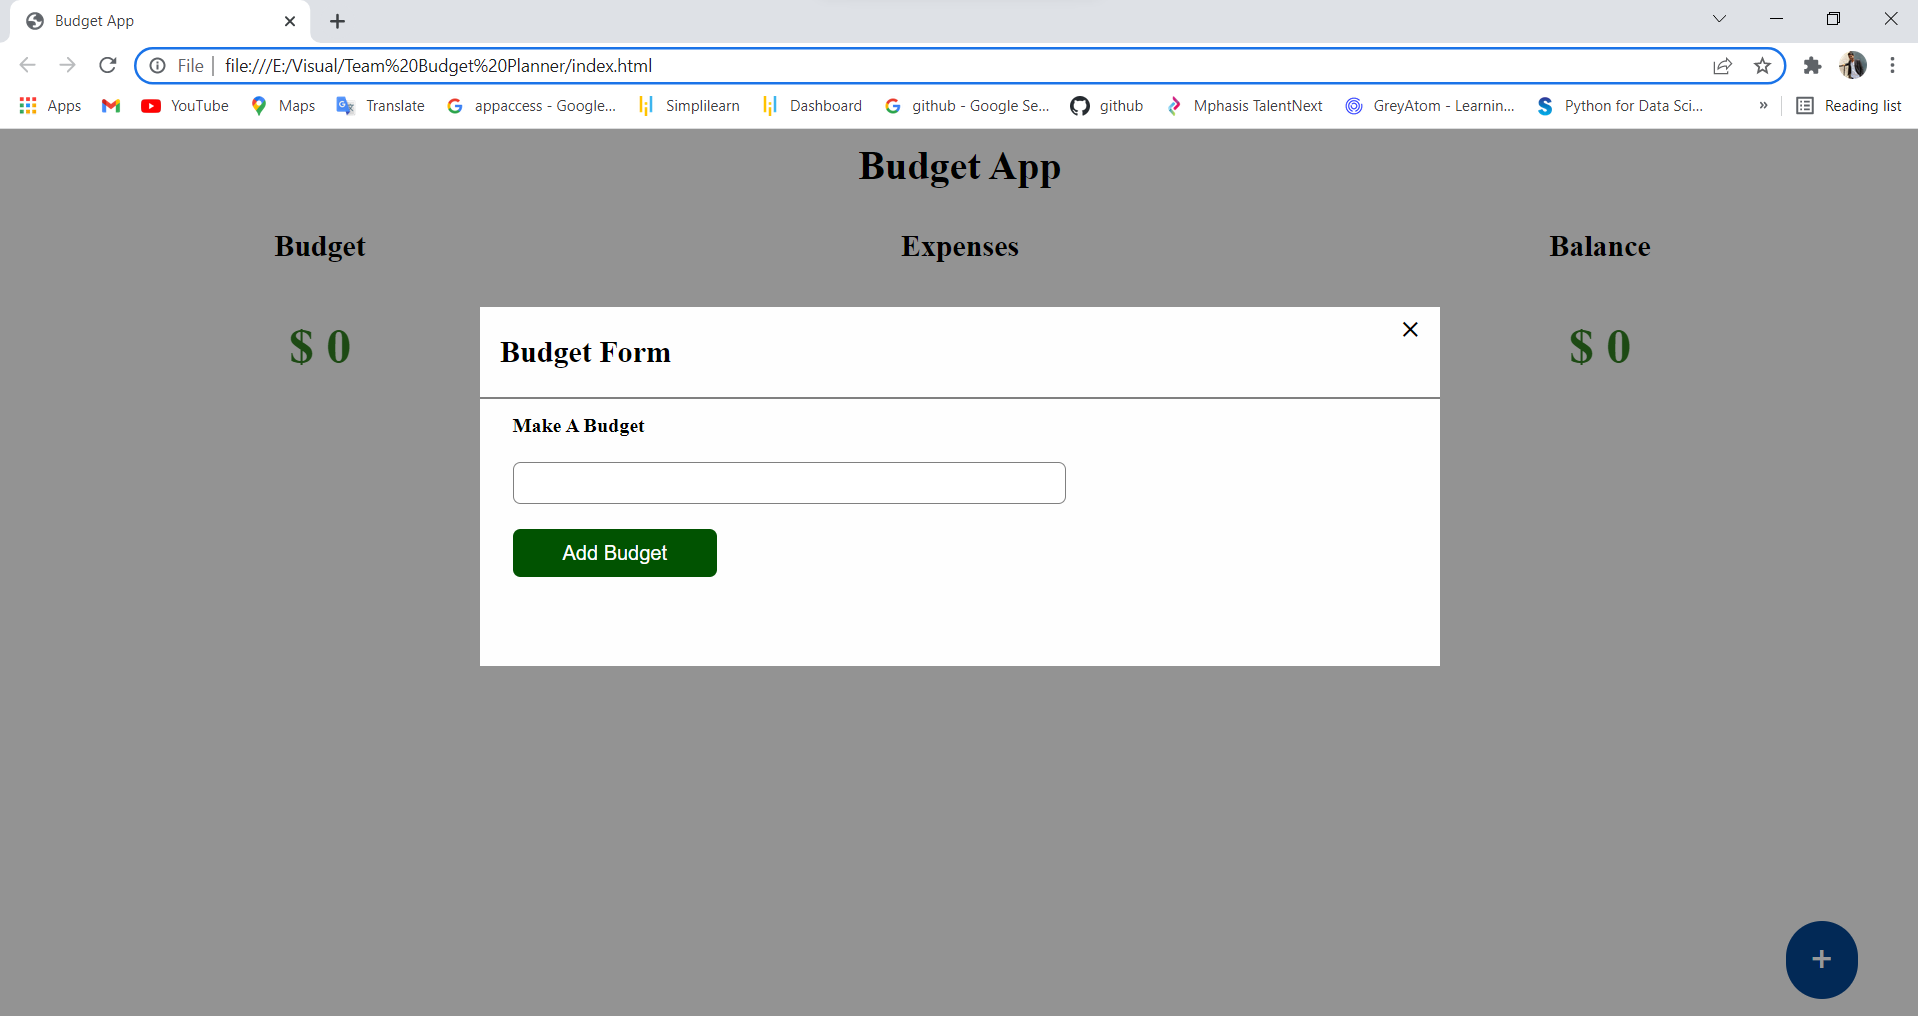 Budget App
File file:///E:/Visual/Team%20Budget%20Planner/index.html
Apps YouTube Maps Translate appaccess - Google... Simplilearn Dashboard github - Google Se... github Mphasis TalentNext GreyAtom - Learnin... Python for Data Sci... » Reading list
Budget App
Budget Expenses Balance
$ 0 $ 0
Budget Form
Make A Budget
Add Budget
+